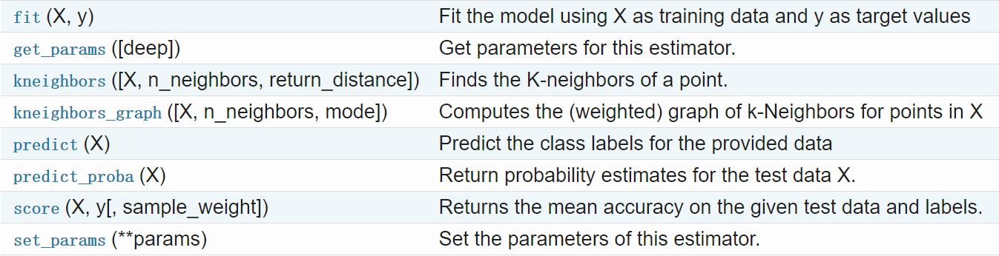 fit (X, y) Fit the model using X as training data and y as target values
get_params ([deep]) Get parameters for this estimator.
kneighbors ([X, n_neighbors, return_distance]) Finds the K-neighbors of a point.
kneighbors_graph ([X, n_neighbors, mode]) Computes the (weighted) graph of k-Neighbors for points in X
predict (X) Predict the class labels for the provided data
predict_proba (X) Return probability estimates for the test data X.
score (X, y[, sample_weight]) Returns the mean accuracy on the given test data and labels.
set_params (**params) Set the parameters of this estimator.